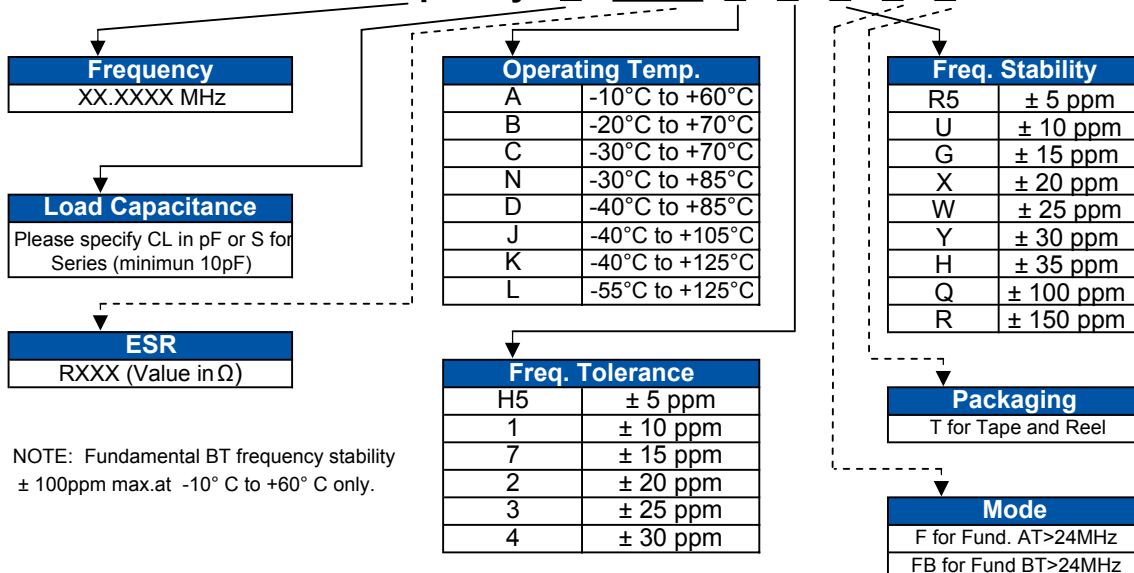 Frequency
XX.XXXX MHz
Load Capacitance
Please specify CL in pF or S for
Series (minimun 10pF)
ESR
RXXX (Value in Ω)
NOTE: Fundamental BT frequency stability
± 100ppm max.at -10° C to +60° C only.
Operating Temp.
A -10°C to +60°C
B -20°C to +70°C
C -30°C to +70°C
N -30°C to +85°C
D -40°C to +85°C
J -40°C to +105°C
K -40°C to +125°C
L -55°C to +125°C
Freq. Tolerance
H5 ± 5 ppm
1 ± 10 ppm
7 ± 15 ppm
2 ± 20 ppm
3 ± 25 ppm
4 ± 30 ppm
Freq. Stability
R5 ± 5 ppm
U ± 10 ppm
G ± 15 ppm
X ± 20 ppm
W ± 25 ppm
Y ± 30 ppm
H ± 35 ppm
Q ± 100 ppm
R ± 150 ppm
Packaging
T for Tape and Reel
Mode
F for Fund. AT>24MHz
FB for Fund BT>24MHz